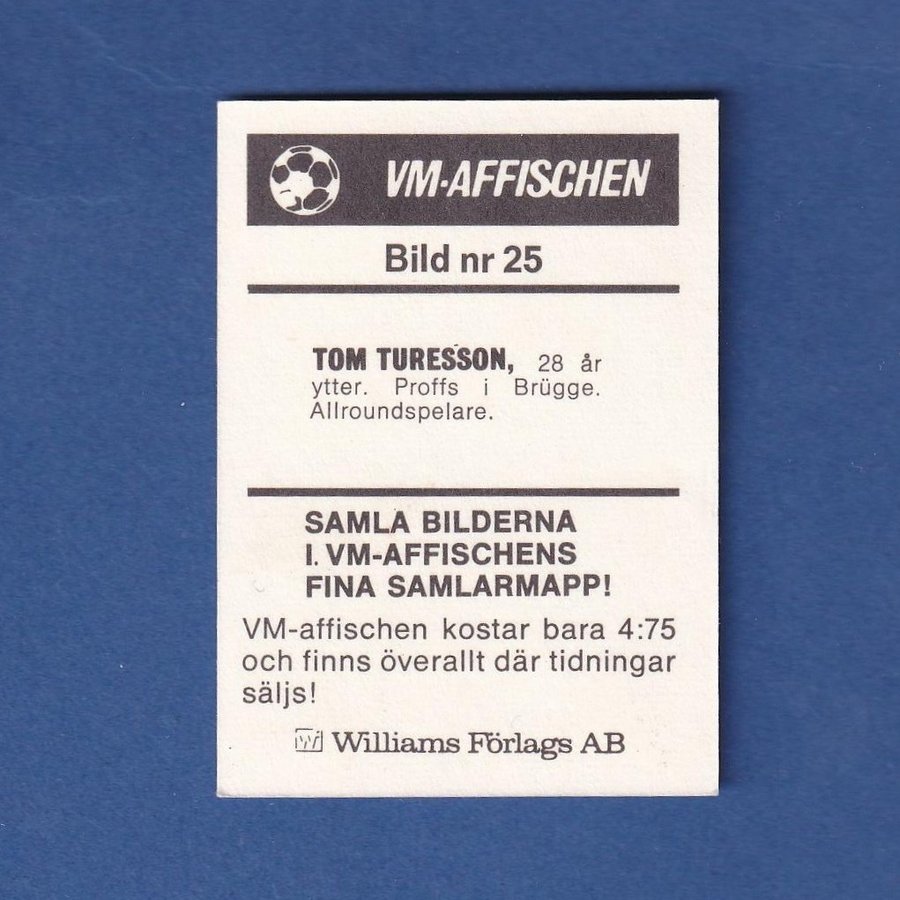 VM-AFFISCHEN
Bild nr 25
TOM TURESSON, 28 år
ytter. Proffs i Brügge.
Allroundspelare.
SAMLA BILDERNA
I. VM-AFFISCHENS
FINA SAMLARMAPP!
VM-affischen kostar bara 4:75
och finns överallt där tidningar
säljs!
Wf Williams Förlags AB